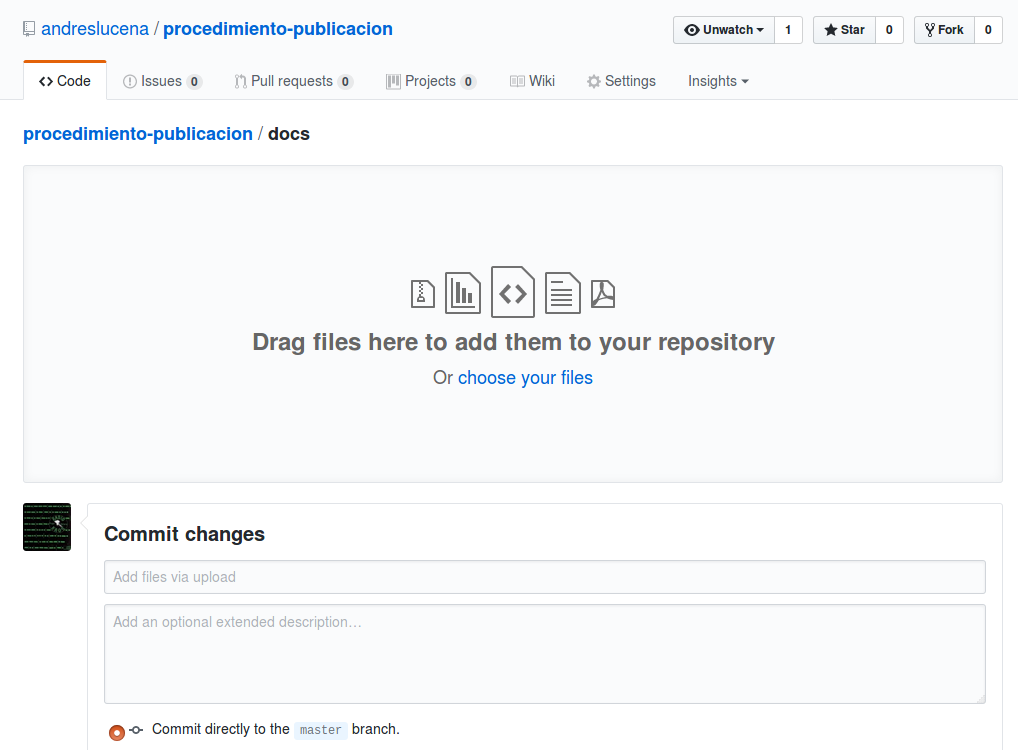 andreslucena / procedimiento-publicacion Unwatch 1 Star 0 Fork 0
Code Issues 0 Pull requests 0 Projects 0 Wiki Settings Insights
procedimiento-publicacion / docs
Drag files here to add them to your repository
Or choose your files
Commit changes
Add files via upload
Add an optional extended description…
Commit directly to the master branch.